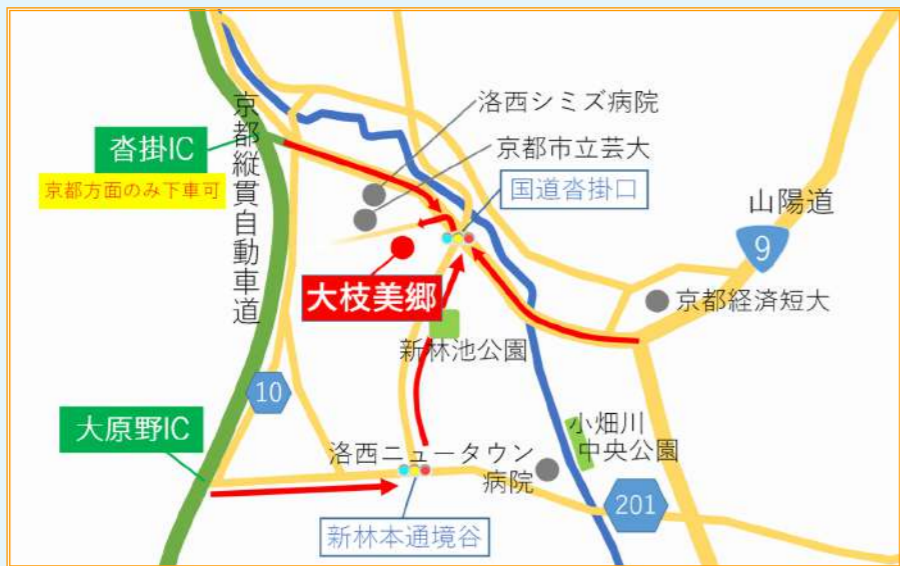 洛西シミズ病院
京都市立芸大
沓掛IC
京都方面のみ下車可
京都縦貫自動車道
国道沓掛口
山陽道
9
大枝美郷
京都経済短大
新林池公園
10
大原野IC
小畑川
中央公園
洛西ニュータウン
病院
201
新林本通境谷